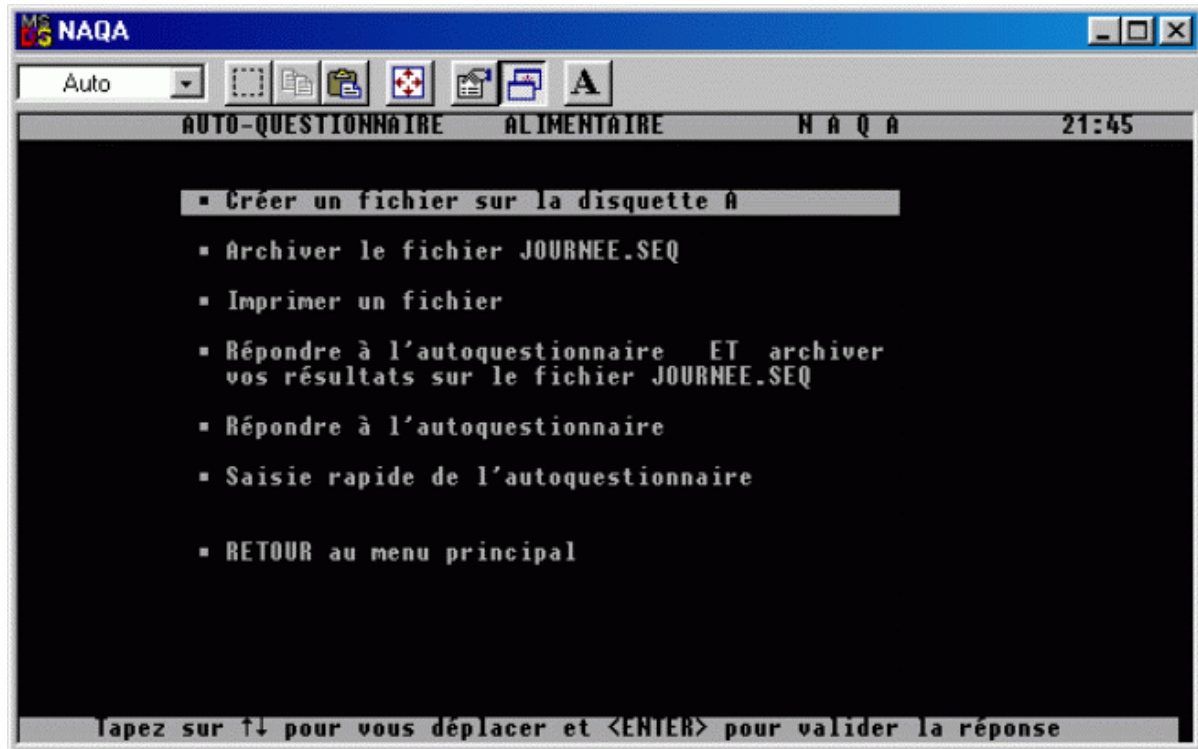 NAQA
Auto
A
AUTO-QUESTIONNAIRE ALIMENTAIRE N A Q A 21:45
▪ Créer un fichier sur la disquette A
▪ Archiver le fichier JOURNEE.SEQ
▪ Imprimer un fichier
▪ Répondre à l'autoquestionnaire ET archiver
vos résultats sur le fichier JOURNEE.SEQ
▪ Répondre à l'autoquestionnaire
▪ Saisie rapide de l'autoquestionnaire
▪ RETOUR au menu principal
Tapez sur ↑↓ pour vous déplacer et <ENTER> pour valider la réponse